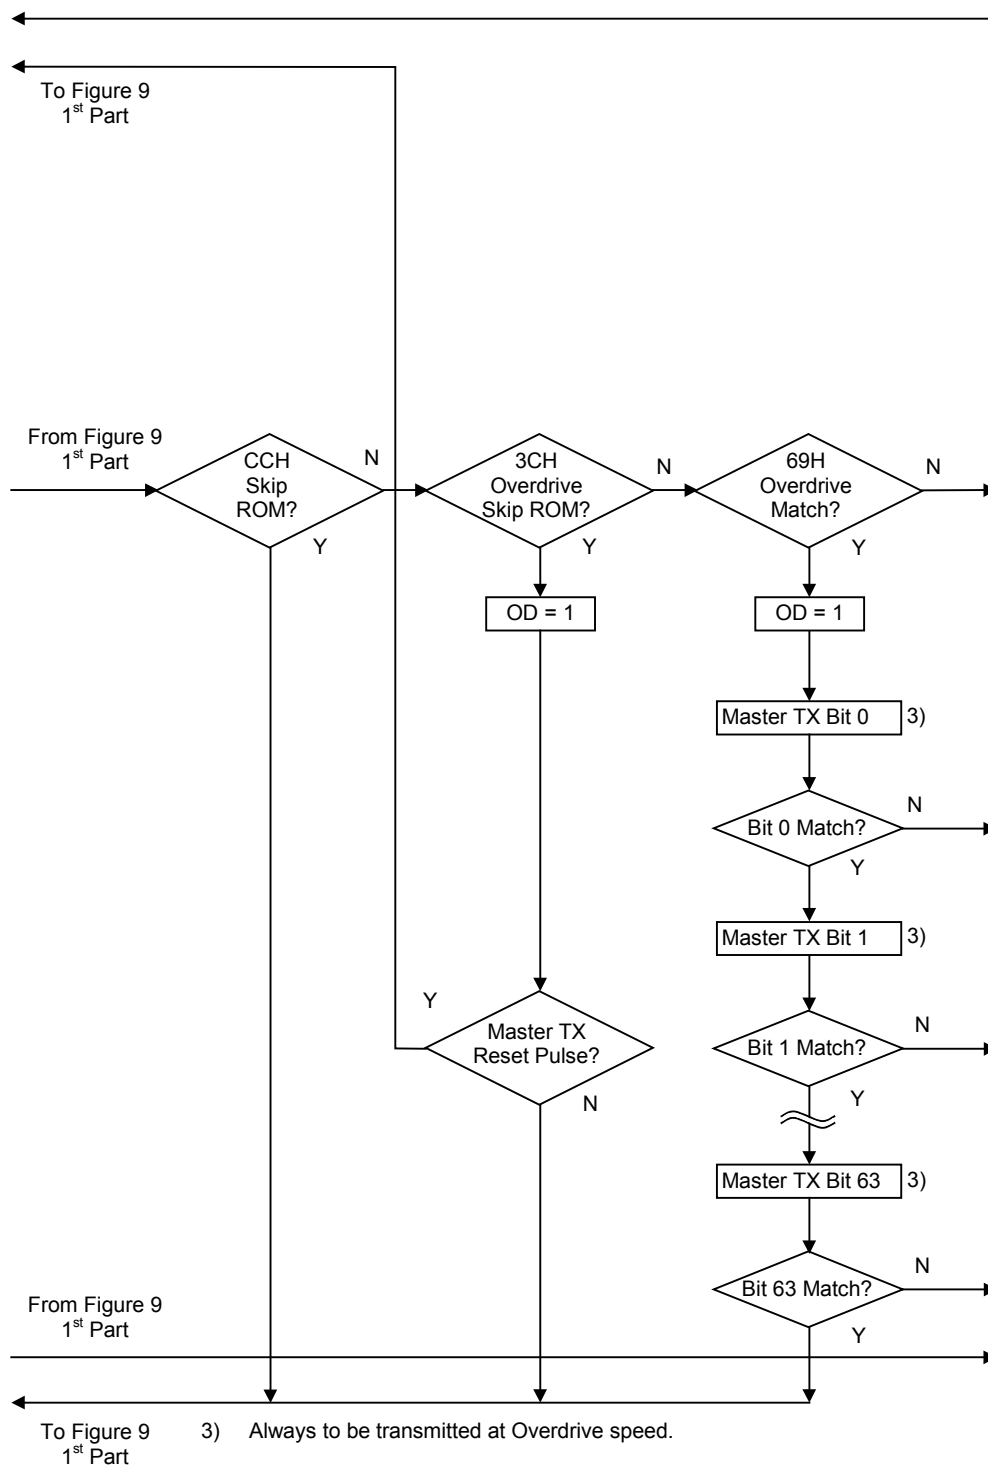 To Figure 9
1st Part
From Figure 9
1st Part
CCH
Skip
ROM?
N
Y
3CH
Overdrive
Skip ROM?
N
Y
69H
Overdrive
Match?
N
Y
OD = 1
OD = 1
Master TX Bit 0
3)
Bit 0 Match?
N
Y
Master TX Bit 1
3)
Y
Master TX
Reset Pulse?
N
Bit 1 Match?
N
Y
Master TX Bit 63
3)
Bit 63 Match?
N
Y
From Figure 9
1st Part
To Figure 9
1st Part
3) Always to be transmitted at Overdrive speed.